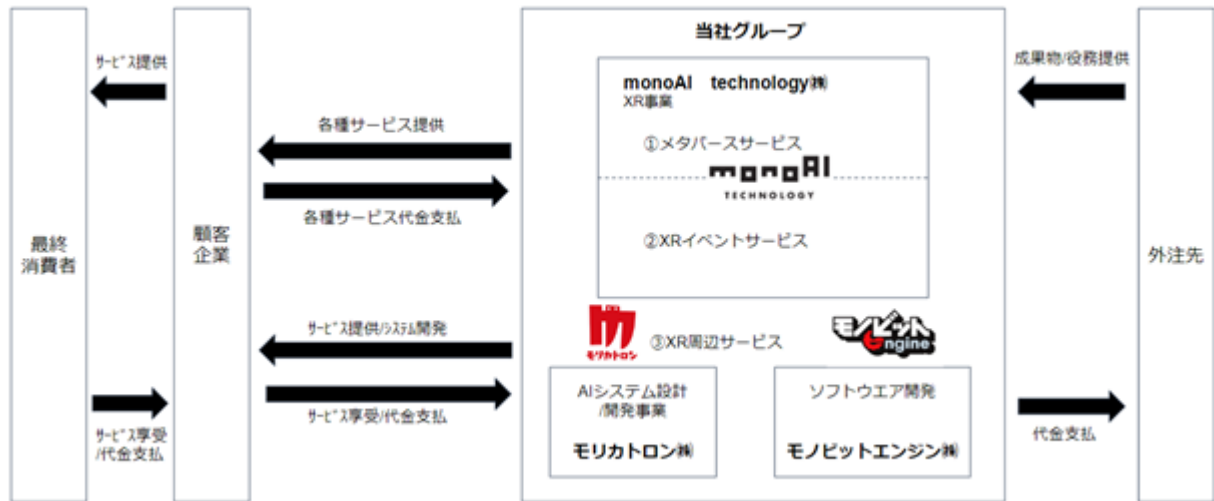 当社グループ
ｻｰﾋﾞｽ提供
成果物/役務提供
monoAI technology㈱
XR事業
各種サービス提供
①メタバースサービス
monoAI
TECHNOLOGY
各種サービス代金支払
最終
消費者
顧客
企業
②XRイベントサービス
外注先
ｻｰﾋﾞｽ提供/ｼｽﾃﾑ開発
モリカトロン
③XR周辺サービス
モノビット
Engine
AIシステム設計
/開発事業
ソフトウエア開発
ｻｰﾋﾞｽ享受/代金支払
ｻｰﾋﾞｽ享受
/代金支払
代金支払
モリカトロン㈱
モノビットエンジン㈱